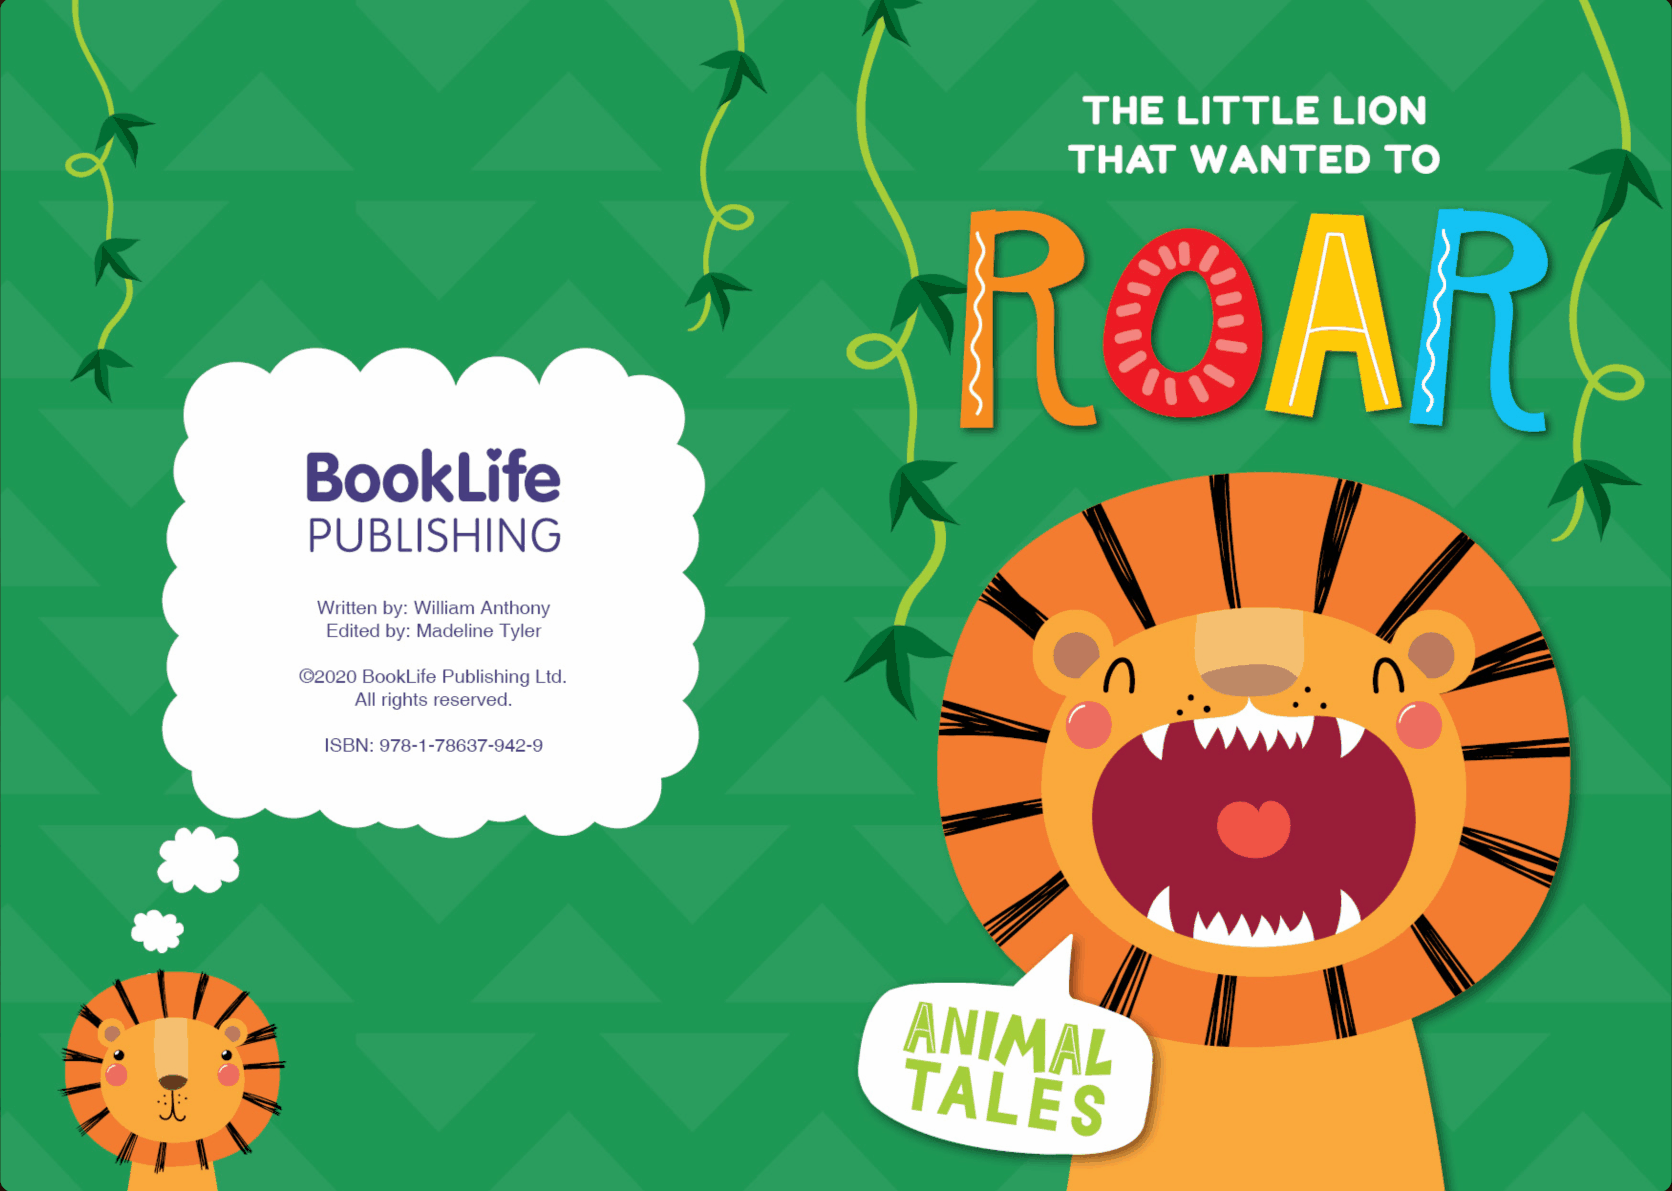 BookLife
PUBLISHING
Written by: William Anthony
Edited by: Madeline Tyler
©2020 BookLife Publishing Ltd.
All rights reserved.
ISBN: 978-1-78637-942-9
THE LITTLE LION
THAT WANTED TO
ROAR
ANIMAL
TALES